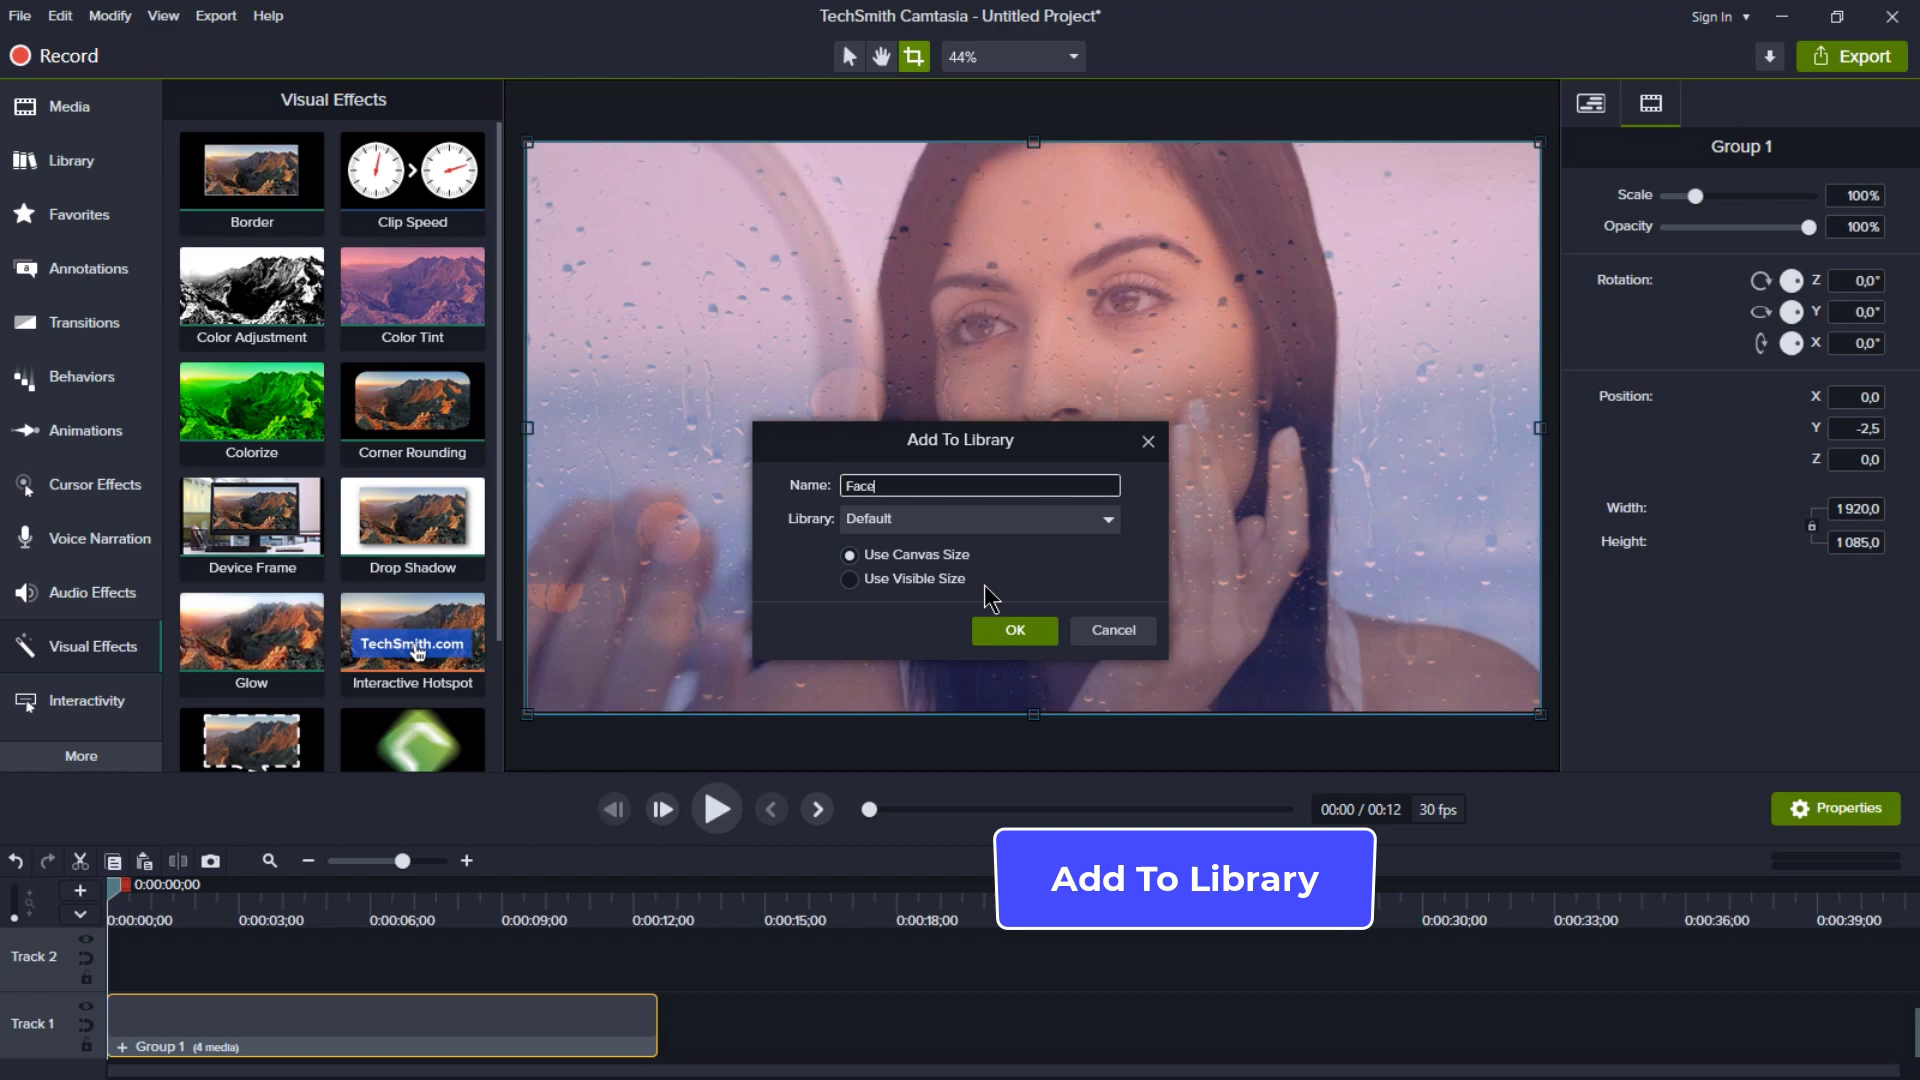 File Edit Modify View Export Help
TechSmith Camtasia - Untitled Project*
Sign In
Record
44%
Export
Media
Library
Favorites
Annotations
Transitions
Behaviors
Animations
Cursor Effects
Voice Narration
Audio Effects
Visual Effects
Interactivity
More
Visual Effects
Border
Clip Speed
Color Adjustment
Color Tint
Colorize
Corner Rounding
Device Frame
Drop Shadow
TechSmith.com
Glow
Interactive Hotspot
Add To Library
Name: Face
Library: Default
Use Canvas Size
Use Visible Size
OK
Cancel
Group 1
Scale 100%
Opacity 100%
Rotation: Z 0,0°
Y 0,0°
X 0,0°
Position: X 0,0
Y -2,5
Z 0,0
Width: 1 920,0
Height: 1 085,0
00:00 / 00:12 30 fps
Properties
Add To Library
0:00:00;00
0:00:00;00 0:00:03;00 0:00:06;00 0:00:09;00 0:00:12;00 0:00:15;00 0:00:18;00 0:00:30;00 0:00:33;00 0:00:36;00 0:00:39;00
Track 2
Track 1
+ Group 1 (4 media)